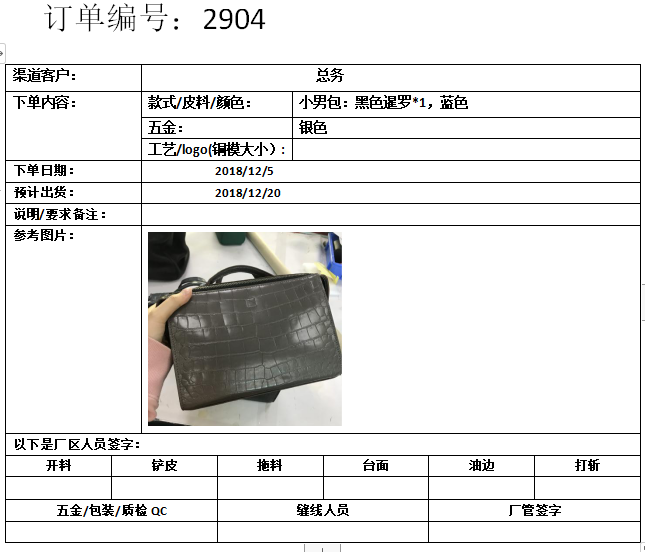 订单编号：2904
渠道客户： 总务
下单内容： 款式/皮料/颜色： 小男包：黑色暹罗*1，蓝色
五金： 银色
工艺/logo(铜模大小）:
下单日期： 2018/12/5
预计出货： 2018/12/20
说明/要求备注：
参考图片：
以下是厂区人员签字：
开料 铲皮 拖料 台面 油边 打斩
五金/包装/质检 QC 缝线人员 厂管签字